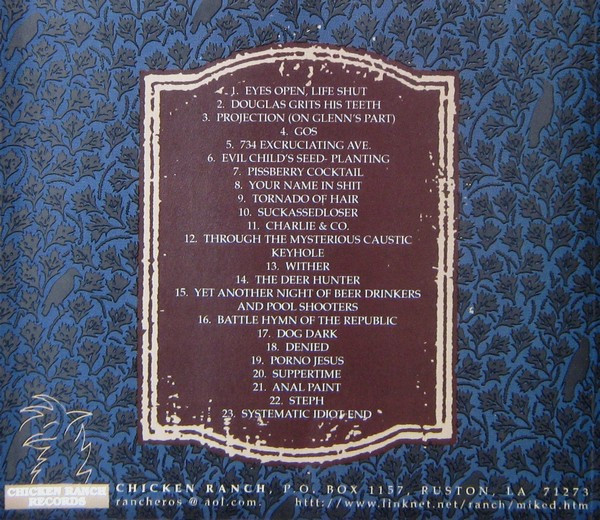 1. EYES OPEN, LIFE SHUT
2. DOUGLAS GRITS HIS TEETH
3. PROJECTION (ON GLENN'S PART)
4. GOS
5. 734 EXCRUCIATING AVE.
6. EVIL CHILD'S SEED- PLANTING
7. PISSBERRY COCKTAIL
8. YOUR NAME IN SHIT
9. TORNADO OF HAIR
10. SUCKASSEDLOSER
11. CHARLIE & CO.
12. THROUGH THE MYSTERIOUS CAUSTIC
KEYHOLE
13. WITHER
14. THE DEER HUNTER
15. YET ANOTHER NIGHT OF BEER DRINKERS
AND POOL SHOOTERS
16. BATTLE HYMN OF THE REPUBLIC
17. DOG DARK
18. DENIED
19. PORNO JESUS
20. SUPPERTIME
21. ANAL PAINT
22. STEPH
23. SYSTEMATIC IDIOT END
CHICKEN RANCH
RECORDS
CHICKEN RANCH, P.O. BOX 1157, RUSTON, LA 71273
rancheros @ aol.com. http://www.linknet.net/ranch/miked.htm